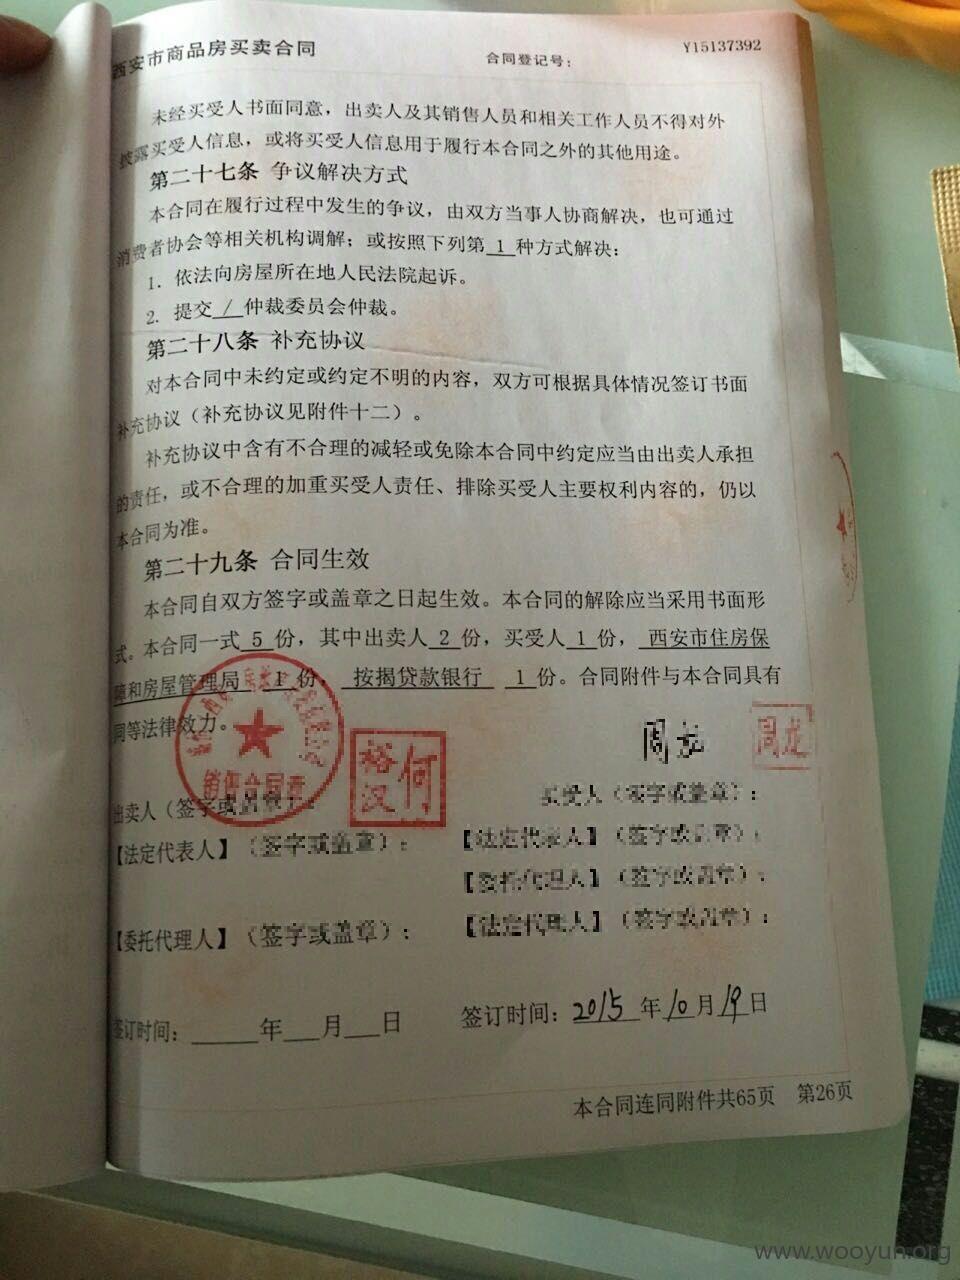 西安市商品房买卖合同 合同登记号： Y15137392
未经买受人书面同意，出卖人及其销售人员和相关工作人员不得对外
披露买受人信息，或将买受人信息用于履行本合同之外的其他用途。
第二十七条 争议解决方式
本合同在履行过程中发生的争议，由双方当事人协商解决，也可通过
消费者协会等相关机构调解；或按照下列第 1 种方式解决：
1. 依法向房屋所在地人民法院起诉。
2. 提交 / 仲裁委员会仲裁。
第二十八条 补充协议
对本合同中未约定或约定不明的内容，双方可根据具体情况签订书面
补充协议（补充协议见附件十二）。
补充协议中含有不合理的减轻或免除本合同中约定应当由出卖人承担
的责任，或不合理的加重买受人责任、排除买受人主要权利内容的，仍以
本合同为准。
第二十九条 合同生效
本合同自双方签字或盖章之日起生效。本合同的解除应当采用书面形
式。本合同一式 5 份，其中出卖人 2 份，买受人 1 份， 西安市住房保
障和房屋管理局 1 份， 按揭贷款银行 1 份。合同附件与本合同具有
同等法律效力。
周龙 周龙
销售合同章
裕何
汉
出卖人（签字或盖章）： 买受人（签字或盖章）：
【法定代表人】（签字或盖章）： 【法定代表人】（签字或盖章）：
【委托代理人】（签字或盖章）：
【委托代理人】（签字或盖章）： 【法定代理人】（签字或盖章）：
签订时间：______年___月___日 签订时间：2015年10月19日
本合同连同附件共65页 第26页
www.wooyun.org